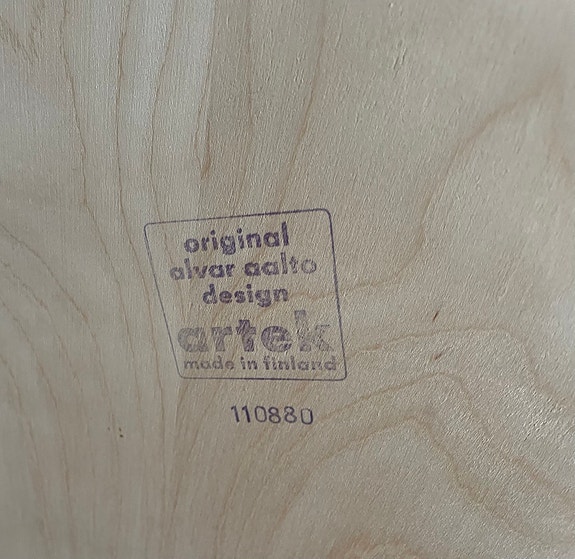 original
alvar aalto
design
artek
made in finland
110880